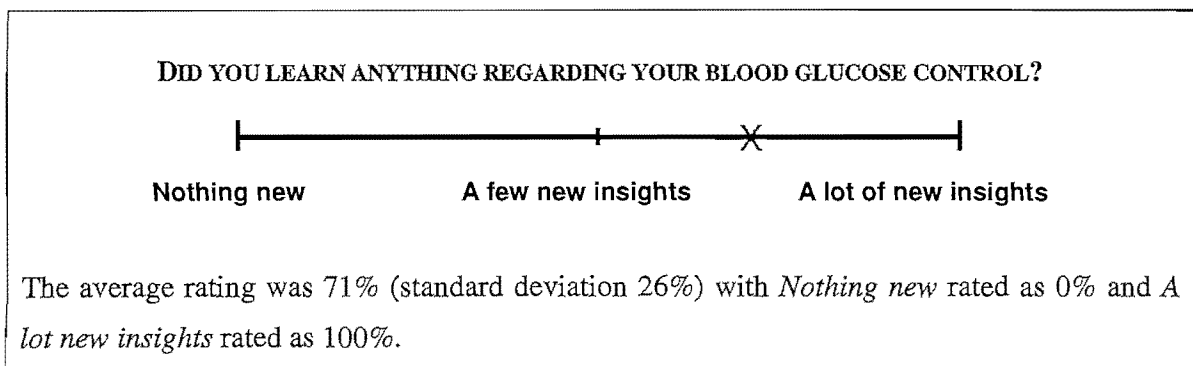 DID YOU LEARN ANYTHING REGARDING YOUR BLOOD GLUCOSE CONTROL?
Nothing new A few new insights A lot of new insights
The average rating was 71% (standard deviation 26%) with Nothing new rated as 0% and A
lot new insights rated as 100%.